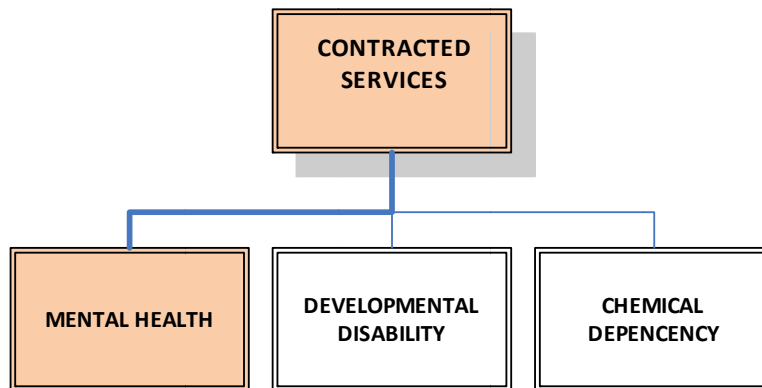 CONTRACTED
SERVICES
MENTAL HEALTH
DEVELOPMENTAL
DISABILITY
CHEMICAL
DEPENCENCY